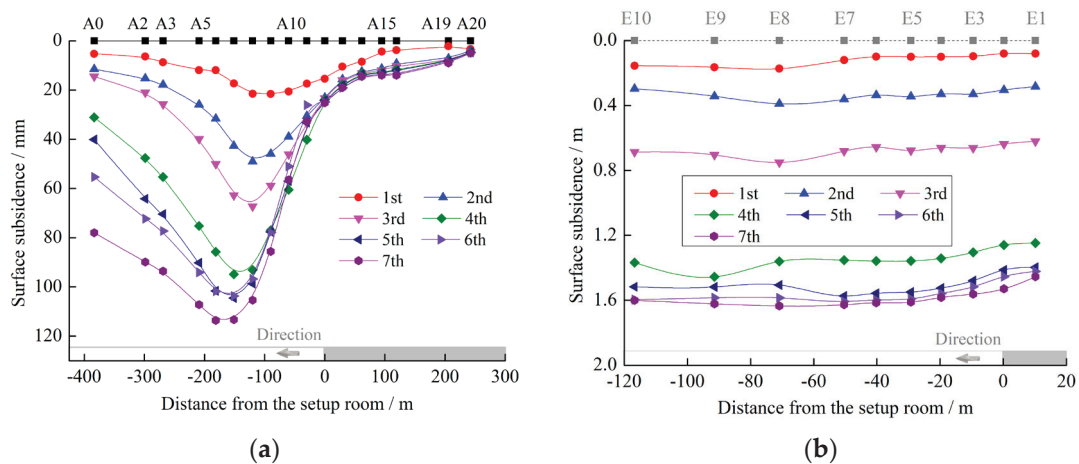 A0 A2 A3 A5 A10 A15 A19 A20
0
20
40
60
80
100
120
Surface subsidence / mm
1st 2nd
3rd 4th
5th 6th
7th
Direction
-400 -300 -200 -100 0 100 200 300
Distance from the setup room / m
(a)
E10 E9 E8 E7 E5 E3 E1
0.0
0.4
0.8
1.2
1.6
2.0
Surface subsidence / m
1st 2nd 3rd
4th 5th 6th
7th
Direction
-120 -100 -80 -60 -40 -20 0 20
Distance from the setup room / m
(b)